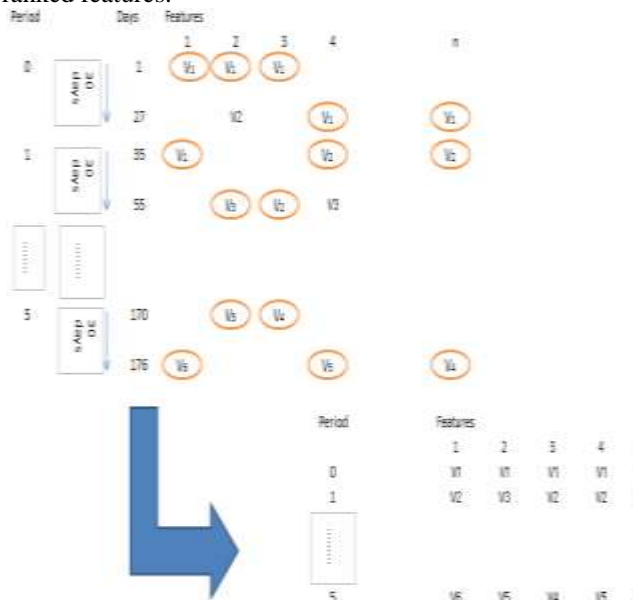 ranked features.
Period Days Features
1 2 3 4 n
0 30 days 1 V1 V1 V1
27 V2 V1 V1
1 30 days 35 V2 V2
55 V3 V2 V3
5 30 days 170 V5 V4
176 V6 V5 V4
Period Features
1 2 3 4
0 V1 V1 V1 V1
1 V2 V3 V2 V2
5 V6 V5 V4 V5